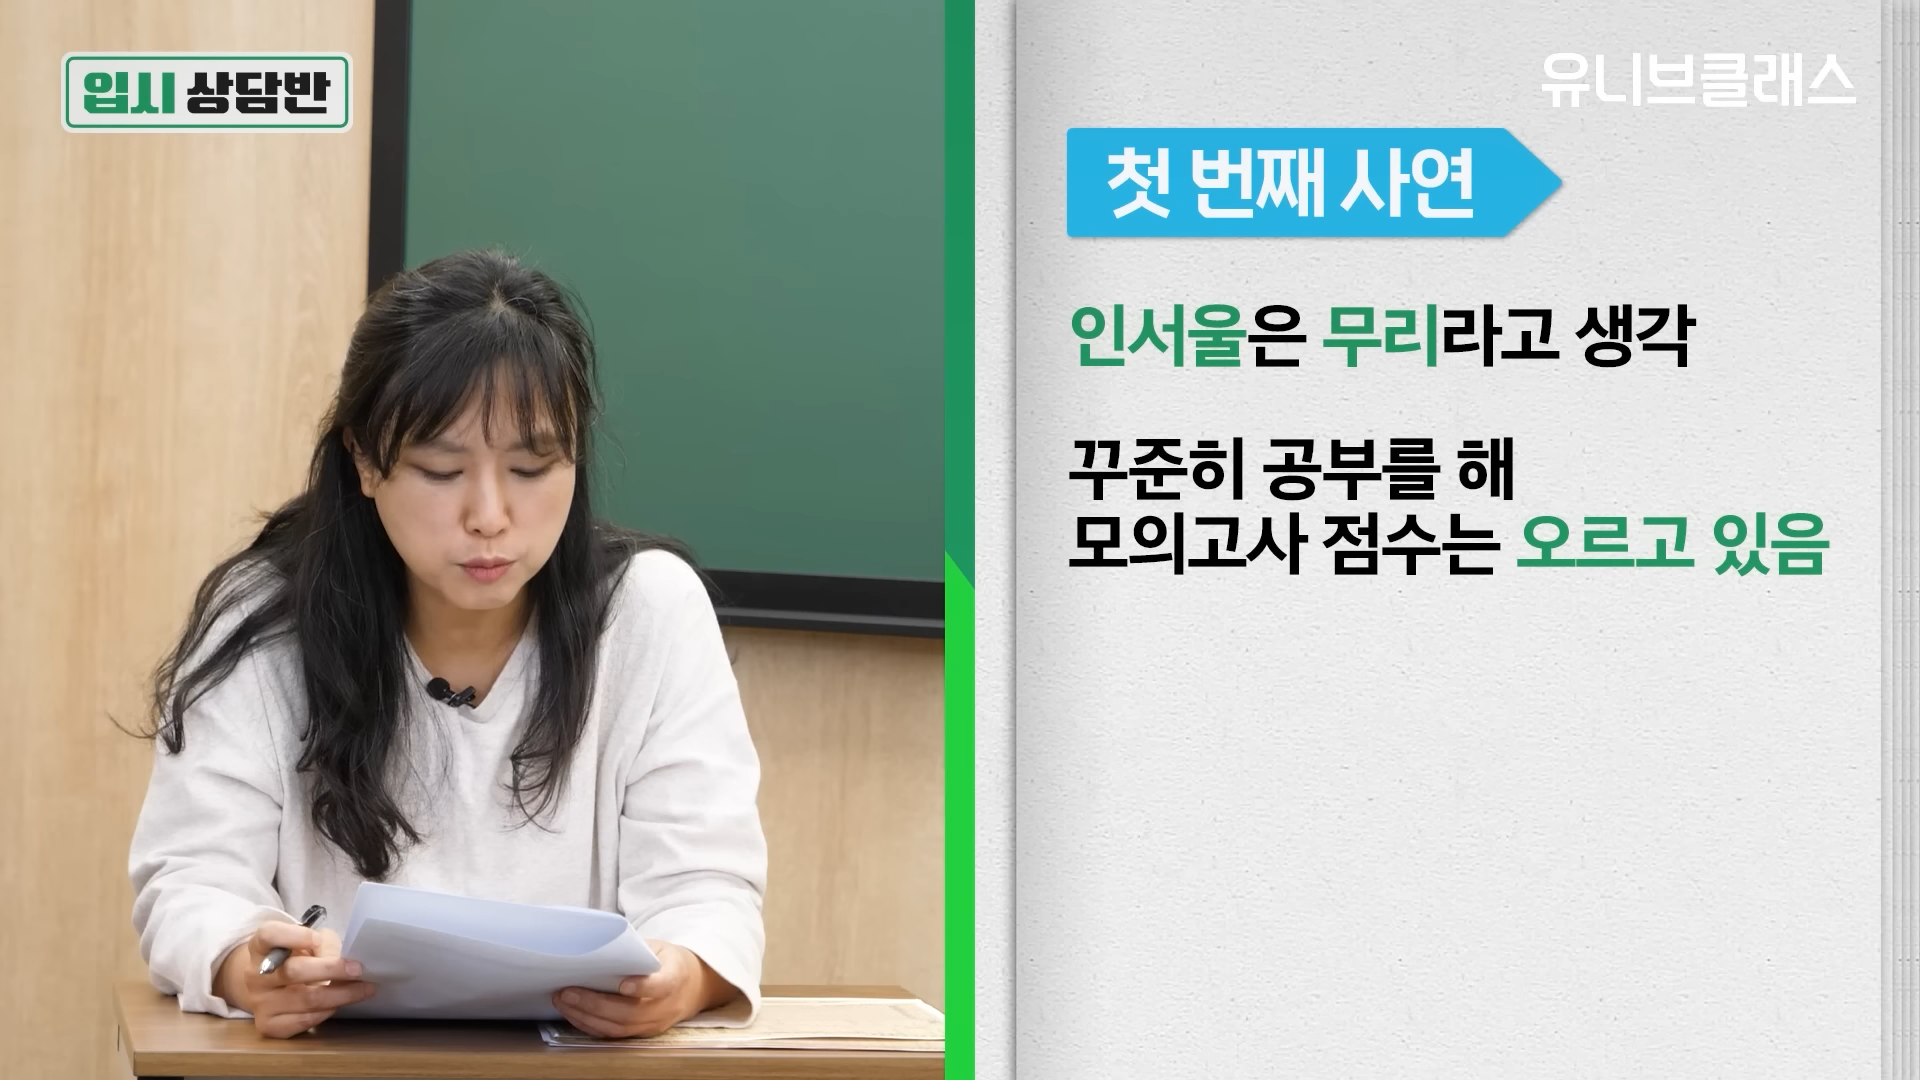 입시 상담반
유니브클래스
첫 번째 사연
인서울은 무리라고 생각
꾸준히 공부를 해
모의고사 점수는 오르고 있음